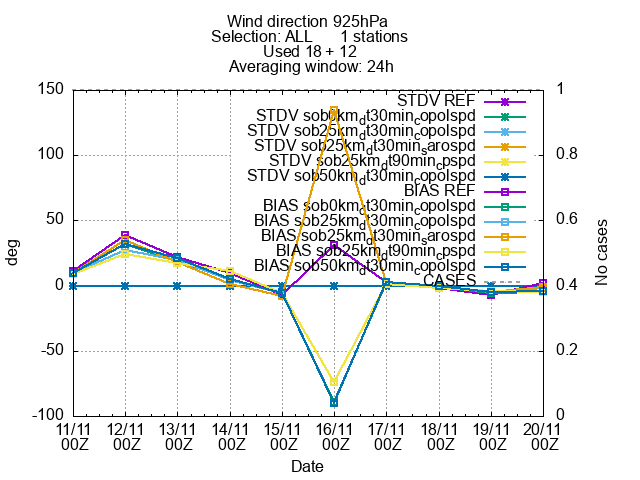 Wind direction 925hPa
Selection: ALL 1 stations
Used 18 + 12
Averaging window: 24h
150
100
50
0
-50
-100
deg
1
0.8
0.6
0.4
0.2
0
No cases
STDV REF
STDV sob0km_dt30min_copolspd
STDV sob25km_dt30min_copolspd
STDV sob25km_dt30min_sarospd
STDV sob25km_dt90min_cpspd
STDV sob50km_dt30min_copolspd
BIAS REF
BIAS sob0km_dt30min_copolspd
BIAS sob25km_dt30min_copolspd
BIAS sob25km_dt30min_sarospd
BIAS sob25km_dt90min_cpspd
BIAS sob50km_dt30min_copolspd
CASES
11/11 12/11 13/11 14/11 15/11 16/11 17/11 18/11 19/11 20/11
00Z 00Z 00Z 00Z 00Z 00Z 00Z 00Z 00Z 00Z
Date